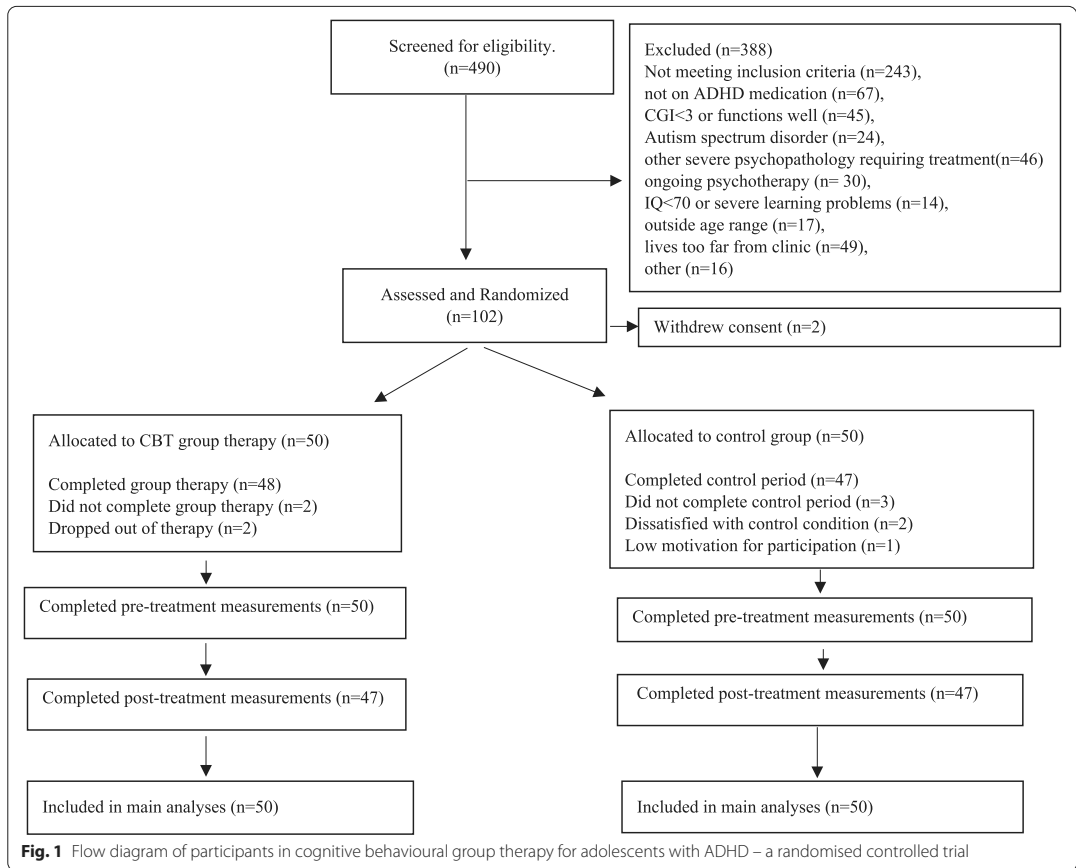 Screened for eligibility.
(n=490)
Excluded (n=388)
Not meeting inclusion criteria (n=243),
not on ADHD medication (n=67),
CGI<3 or functions well (n=45),
Autism spectrum disorder (n=24),
other severe psychopathology requiring treatment(n=46)
ongoing psychotherapy (n= 30),
IQ<70 or severe learning problems (n=14),
outside age range (n=17),
lives too far from clinic (n=49),
other (n=16)
Assessed and Randomized
(n=102)
Withdrew consent (n=2)
Allocated to CBT group therapy (n=50)
Completed group therapy (n=48)
Did not complete group therapy (n=2)
Dropped out of therapy (n=2)
Allocated to control group (n=50)
Completed control period (n=47)
Did not complete control period (n=3)
Dissatisfied with control condition (n=2)
Low motivation for participation (n=1)
Completed pre-treatment measurements (n=50)
Completed pre-treatment measurements (n=50)
Completed post-treatment measurements (n=47)
Completed post-treatment measurements (n=47)
Included in main analyses (n=50)
Included in main analyses (n=50)
Fig. 1 Flow diagram of participants in cognitive behavioural group therapy for adolescents with ADHD – a randomised controlled trial